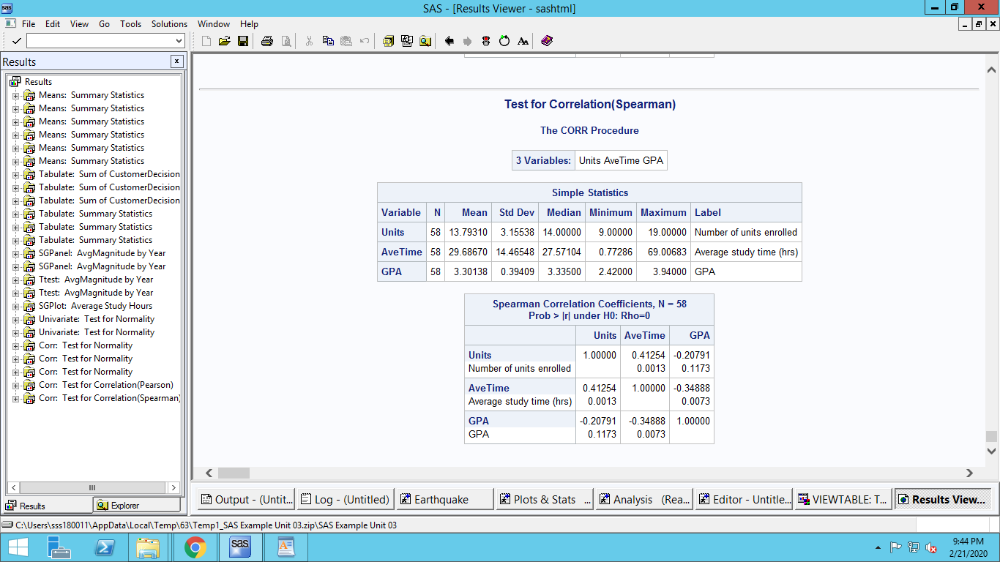 sas
SAS - [Results Viewer - sashtml]
File Edit View Go Tools Solutions Window Help
Results
Results
Means: Summary Statistics
Means: Summary Statistics
Means: Summary Statistics
Means: Summary Statistics
Means: Summary Statistics
Means: Summary Statistics
Tabulate: Sum of CustomerDecision
Tabulate: Sum of CustomerDecision
Tabulate: Sum of CustomerDecision
Tabulate: Summary Statistics
Tabulate: Summary Statistics
Tabulate: Summary Statistics
SGPanel: AvgMagnitude by Year
SGPanel: AvgMagnitude by Year
Ttest: AvgMagnitude by Year
Ttest: AvgMagnitude by Year
SGPlot: Average Study Hours
Univariate: Test for Normality
Univariate: Test for Normality
Corr: Test for Normality
Corr: Test for Normality
Corr: Test for Normality
Corr: Test for Correlation(Pearson)
Corr: Test for Correlation(Spearman)
Results Explorer
Test for Correlation(Spearman)
The CORR Procedure
3 Variables: Units AveTime GPA
Simple Statistics
Variable N Mean Std Dev Median Minimum Maximum Label
Units 58 13.79310 3.15538 14.00000 9.00000 19.00000 Number of units enrolled
AveTime 58 29.68670 14.46548 27.57104 0.77286 69.00683 Average study time (hrs)
GPA 58 3.30138 0.39409 3.33500 2.42000 3.94000 GPA
Spearman Correlation Coefficients, N = 58
Prob > |r| under H0: Rho=0
Units AveTime GPA
Units 1.00000 0.41254 -0.20791
Number of units enrolled 0.0013 0.1173
AveTime 0.41254 1.00000 -0.34888
Average study time (hrs) 0.0013 0.0073
GPA -0.20791 -0.34888 1.00000
GPA 0.1173 0.0073
Output - (Untit... Log - (Untitled) Earthquake Plots & Stats ... Analysis (Rea... Editor - Untitle... VIEWTABLE: T... Results View...
C:\Users\sss180011\AppData\Local\Temp\63\Temp1_SAS Example Unit 03.zip\SAS Example Unit 03
sas
9:44 PM
2/21/2020